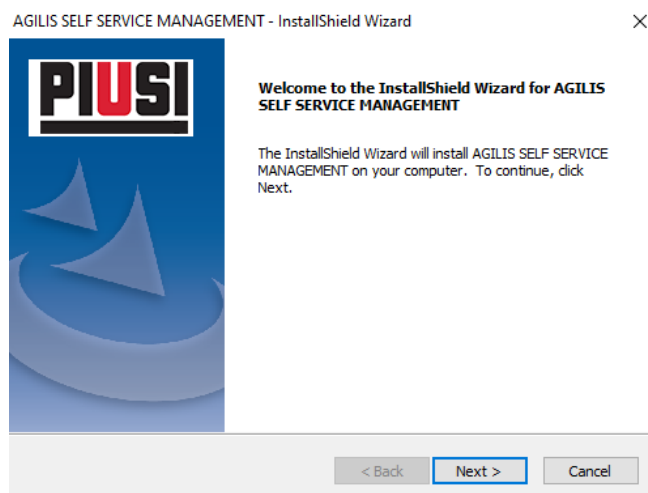 AGILIS SELF SERVICE MANAGEMENT - InstallShield Wizard
PIUSI
Welcome to the InstallShield Wizard for AGILIS
SELF SERVICE MANAGEMENT
The InstallShield Wizard will install AGILIS SELF SERVICE
MANAGEMENT on your computer. To continue, click
Next.
< Back Next > Cancel